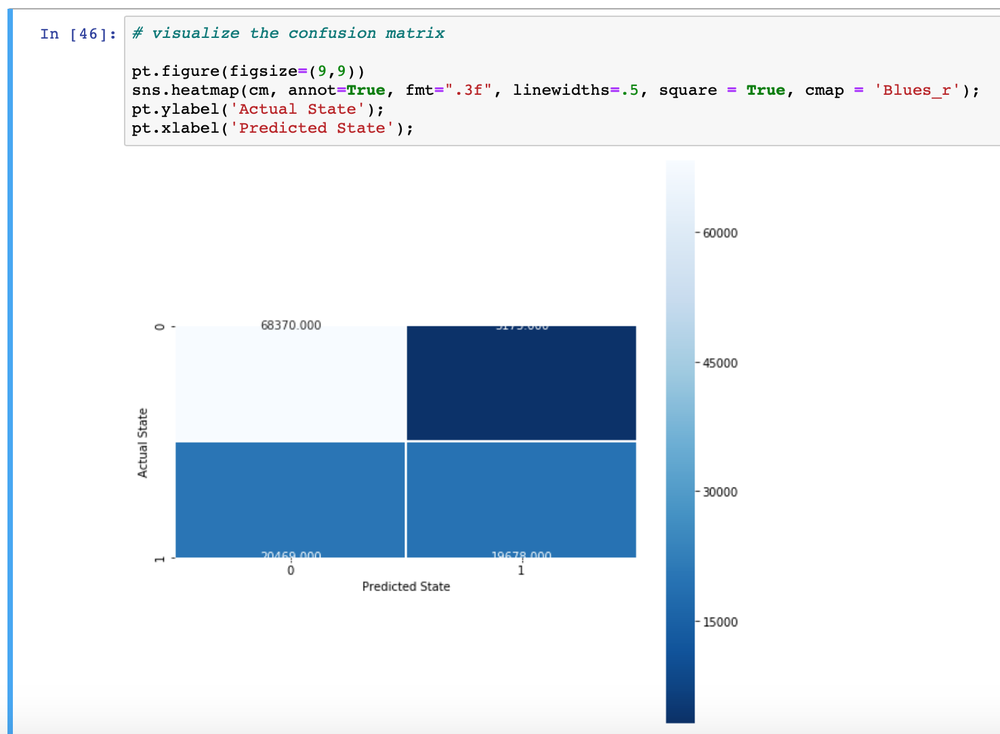 In [46]:
# visualize the confusion matrix
pt.figure(figsize=(9,9))
sns.heatmap(cm, annot=True, fmt=".3f", linewidths=.5, square = True, cmap = 'Blues_r');
pt.ylabel('Actual State');
pt.xlabel('Predicted State');
60000
45000
30000
15000
0
68370.000
Actual State
1
20469.000
19678.000
0
1
Predicted State